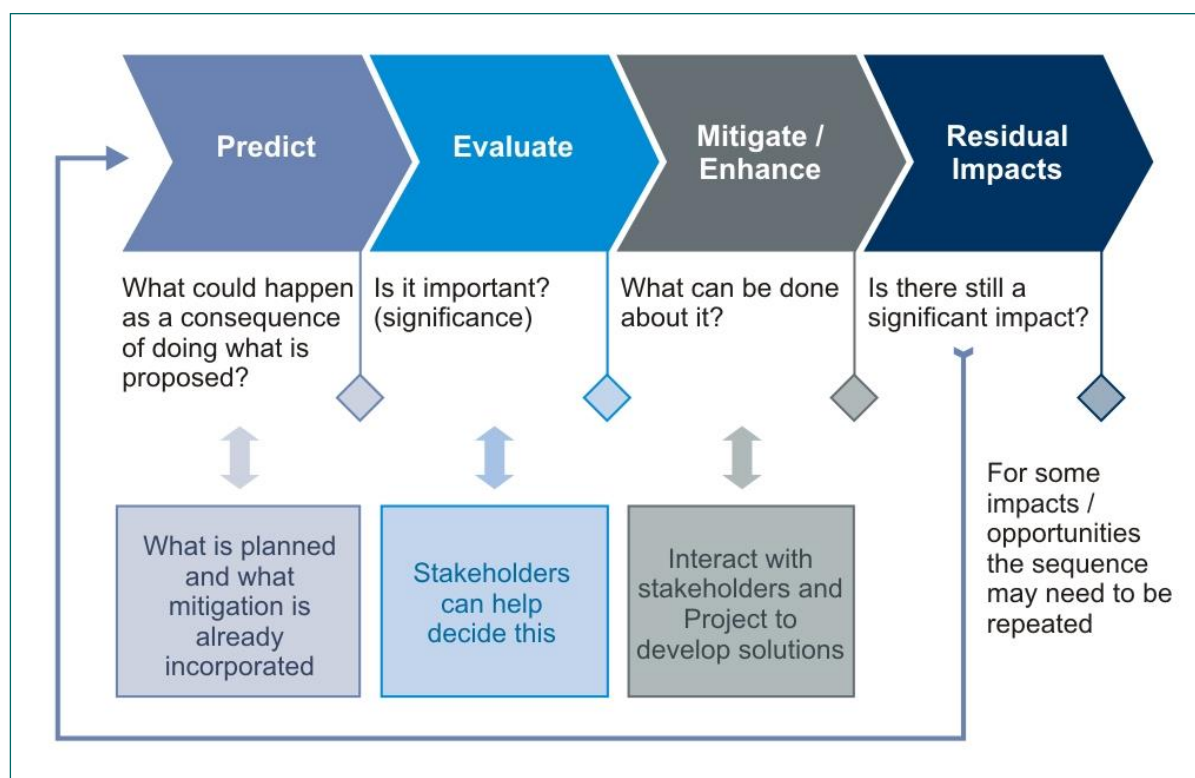 Predict
Evaluate
Mitigate /
Enhance
Residual
Impacts
What could happen
as a consequence
of doing what is
proposed?
Is it important?
(significance)
What can be done
about it?
Is there still a
significant impact?
What is planned
and what
mitigation is
already
incorporated
Stakeholders
can help
decide this
Interact with
stakeholders and
Project to
develop solutions
For some
impacts /
opportunities
the sequence
may need to be
repeated